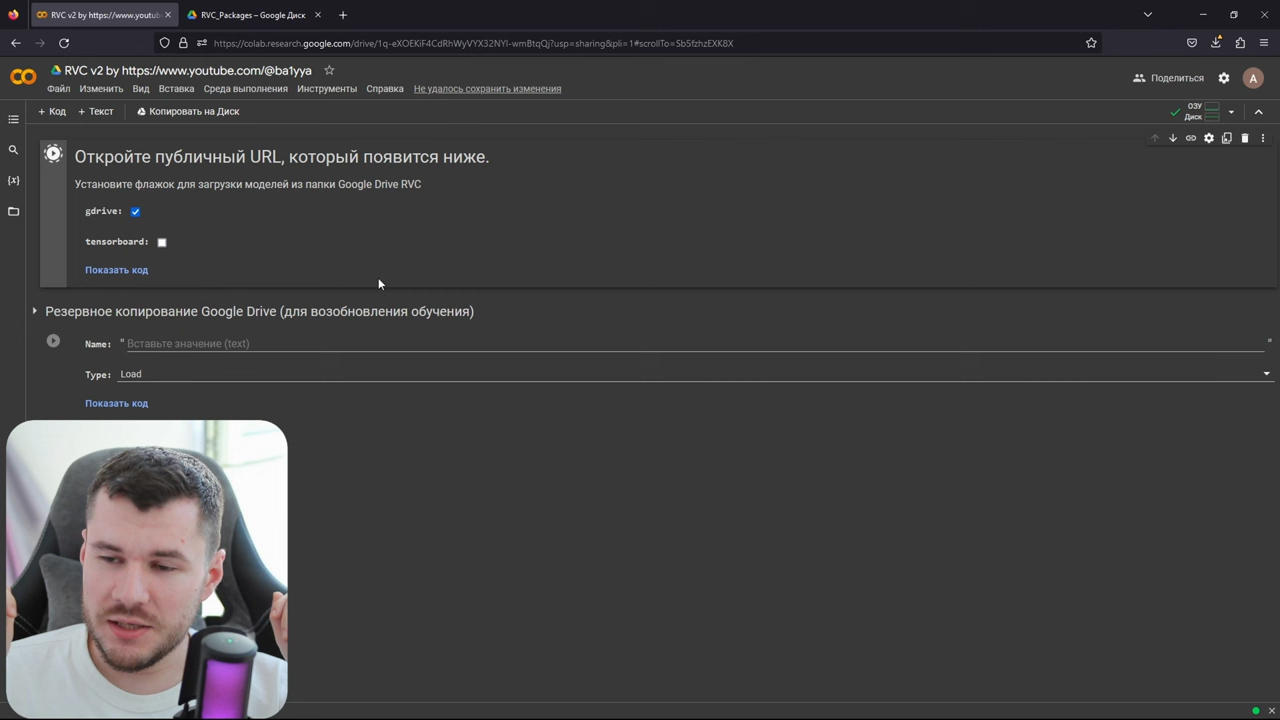 RVC v2 by https://www.youtub
RVC_Packages – Google Диск
https://colab.research.google.com/drive/1q-eXOEKiF4CdRhWyVYX32NYl-wmBtqQj?usp=sharing&pli=1#scrollTo=Sb5fzhzEXK8X
RVC v2 by https://www.youtube.com/@ba1yya
Файл Изменить Вид Вставка Среда выполнения Инструменты Справка Не удалось сохранить изменения
Поделиться
A
+ Код + Текст Копировать на Диск
ОЗУ
Диск
Откройте публичный URL, который появится ниже.
Установите флажок для загрузки моделей из папки Google Drive RVC
gdrive:
tensorboard:
Показать код
Резервное копирование Google Drive (для возобновления обучения)
Name: " Вставьте значение (text) "
Type: Load
Показать код